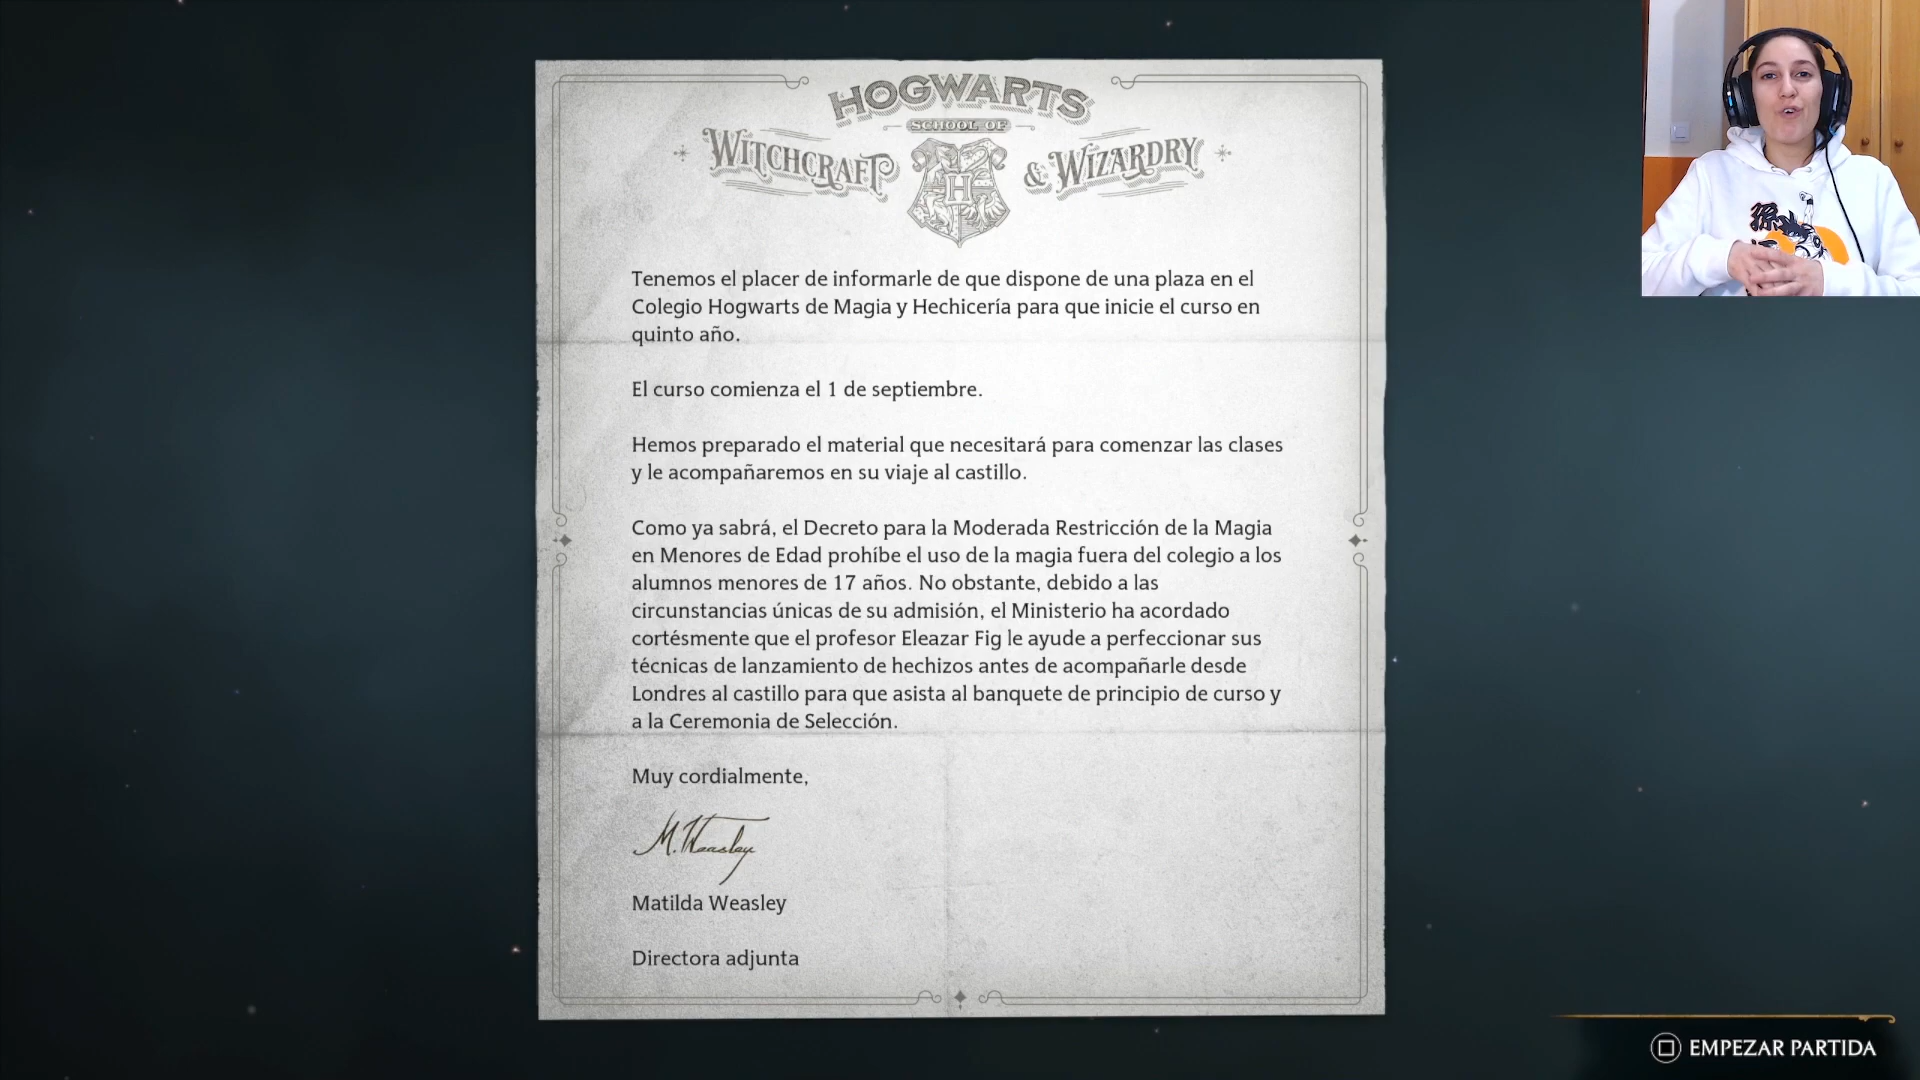 HOGWARTS
SCHOOL OF
WITCHCRAFT & WIZARDRY
H
Tenemos el placer de informarle de que dispone de una plaza en el
Colegio Hogwarts de Magia y Hechicería para que inicie el curso en
quinto año.
El curso comienza el 1 de septiembre.
Hemos preparado el material que necesitará para comenzar las clases
y le acompañaremos en su viaje al castillo.
Como ya sabrá, el Decreto para la Moderada Restricción de la Magia
en Menores de Edad prohíbe el uso de la magia fuera del colegio a los
alumnos menores de 17 años. No obstante, debido a las
circunstancias únicas de su admisión, el Ministerio ha acordado
cortésmente que el profesor Eleazar Fig le ayude a perfeccionar sus
técnicas de lanzamiento de hechizos antes de acompañarle desde
Londres al castillo para que asista al banquete de principio de curso y
a la Ceremonia de Selección.
Muy cordialmente,
M. Weasley
Matilda Weasley
Directora adjunta
EMPEZAR PARTIDA